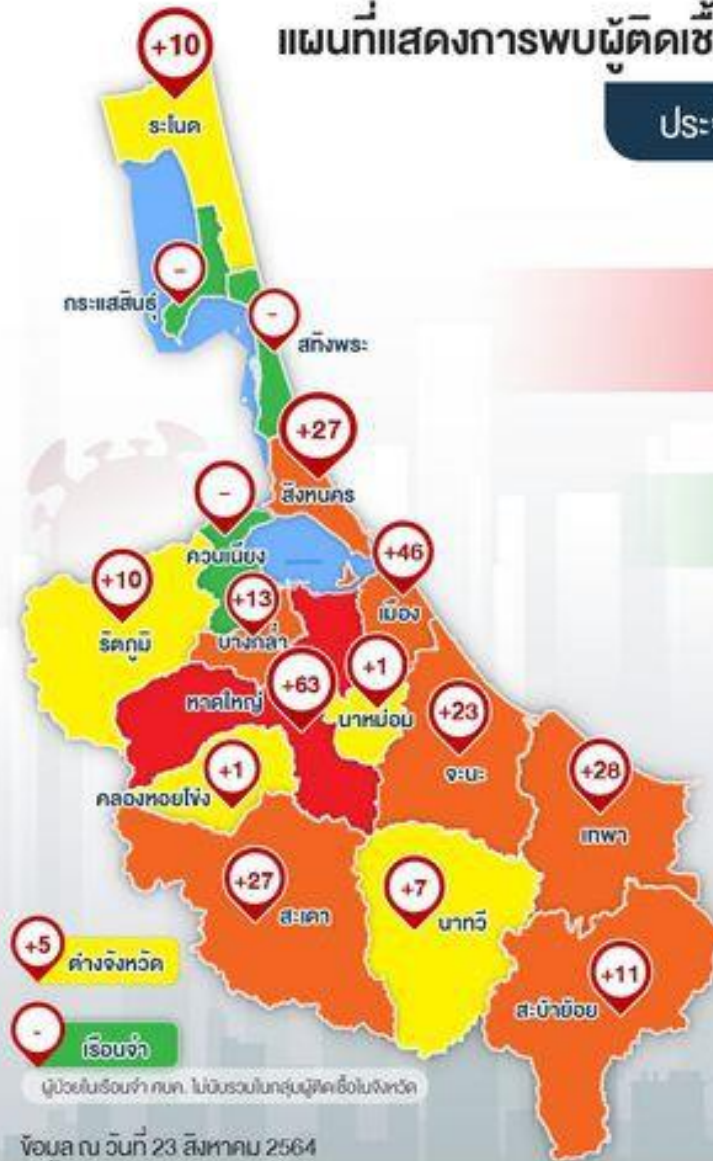 แผนที่แสดงการพบผู้ติดเชื้
ประ
+10
ระโนด
-
กระแสสินธุ์
-
สทิงพระ
+27
สิงหนคร
-
ควนเนียง
+46
เมือง
+10
รัตภูมิ
+13
บางกล่ำ
+63
หาดใหญ่
+1
นาหม่อม
+23
จะนะ
+1
คลองหอยโข่ง
+28
เทพา
+27
สะเดา
+7
นาทวี
+11
สะบ้าย้อย
+5
ต่างจังหวัด
-
เรือนจำ
ผู้ป่วยในเรือนจำ ศบค. ไม่นับรวมในกลุ่มผู้ติดเชื้อในจังหวัด
ข้อมูล ณ วันที่ 23 สิงหาคม 2564